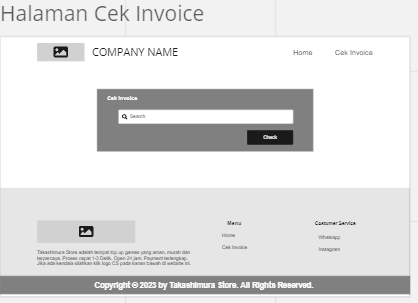 Halaman Cek Invoice
COMPANY NAME
Home
Cek Invoice
Cek Invoice
Search
Check
Menu
Customer Service
Home
Whatsapp
Cek Invoice
Instagram
Takashimura Store adalah tempat top up games yang aman, murah dan
terpercaya. Proses cepat 1-3 Detik. Open 24 jam. Payment terlengkap.
Jika ada kendala silahkan klik logo CS pada kanan bawah di website ini.
Copyright © 2023 by Takashimura Store. All Rights Reserved.